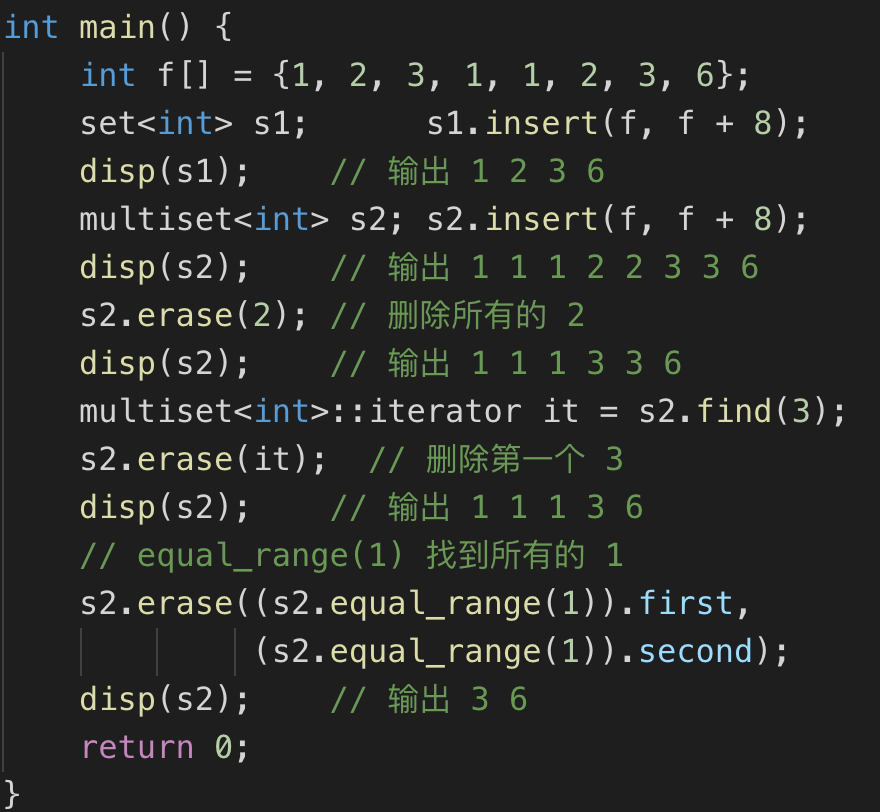 int main() {
    int f[] = {1, 2, 3, 1, 1, 2, 3, 6};
    set<int> s1;      s1.insert(f, f + 8);
    disp(s1);    // 输出 1 2 3 6
    multiset<int> s2; s2.insert(f, f + 8);
    disp(s2);    // 输出 1 1 1 2 2 3 3 6
    s2.erase(2); // 删除所有的 2
    disp(s2);    // 输出 1 1 1 3 3 6
    multiset<int>::iterator it = s2.find(3);
    s2.erase(it);  // 删除第一个 3
    disp(s2);    // 输出 1 1 1 3 6
    // equal_range(1) 找到所有的 1
    s2.erase((s2.equal_range(1)).first,
             (s2.equal_range(1)).second);
    disp(s2);    // 输出 3 6
    return 0;
}